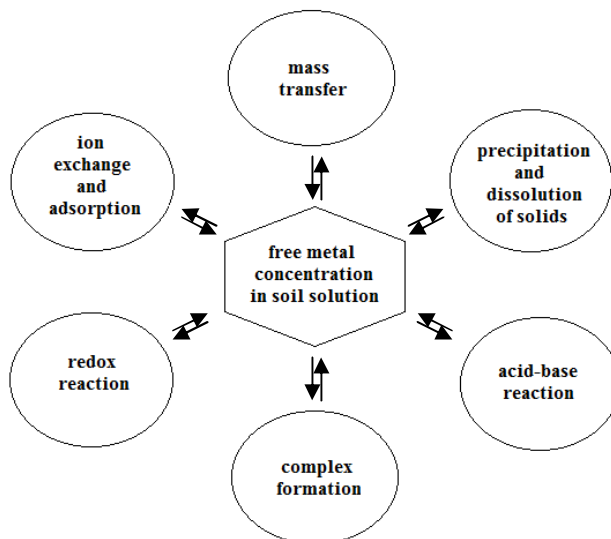 mass
transfer
ion
exchange
and
adsorption
precipitation
and
dissolution
of solids
free metal
concentration
in soil solution
redox
reaction
acid-base
reaction
complex
formation